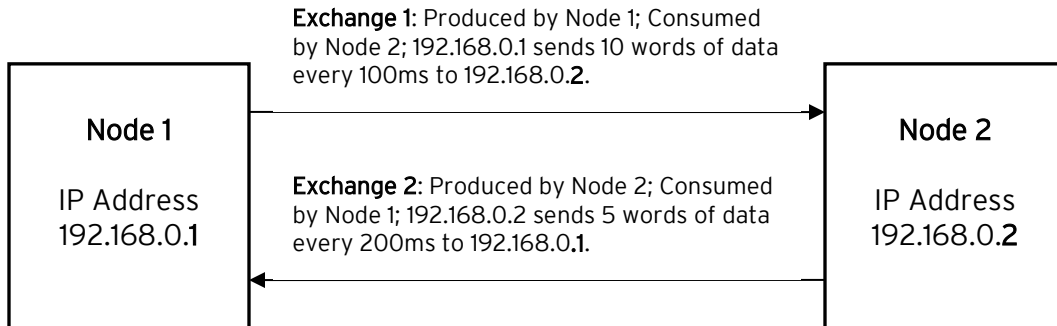 Exchange 1: Produced by Node 1; Consumed
by Node 2; 192.168.0.1 sends 10 words of data
every 100ms to 192.168.0.2.
Node 1
IP Address
192.168.0.1
Exchange 2: Produced by Node 2; Consumed
by Node 1; 192.168.0.2 sends 5 words of data
every 200ms to 192.168.0.1.
Node 2
IP Address
192.168.0.2